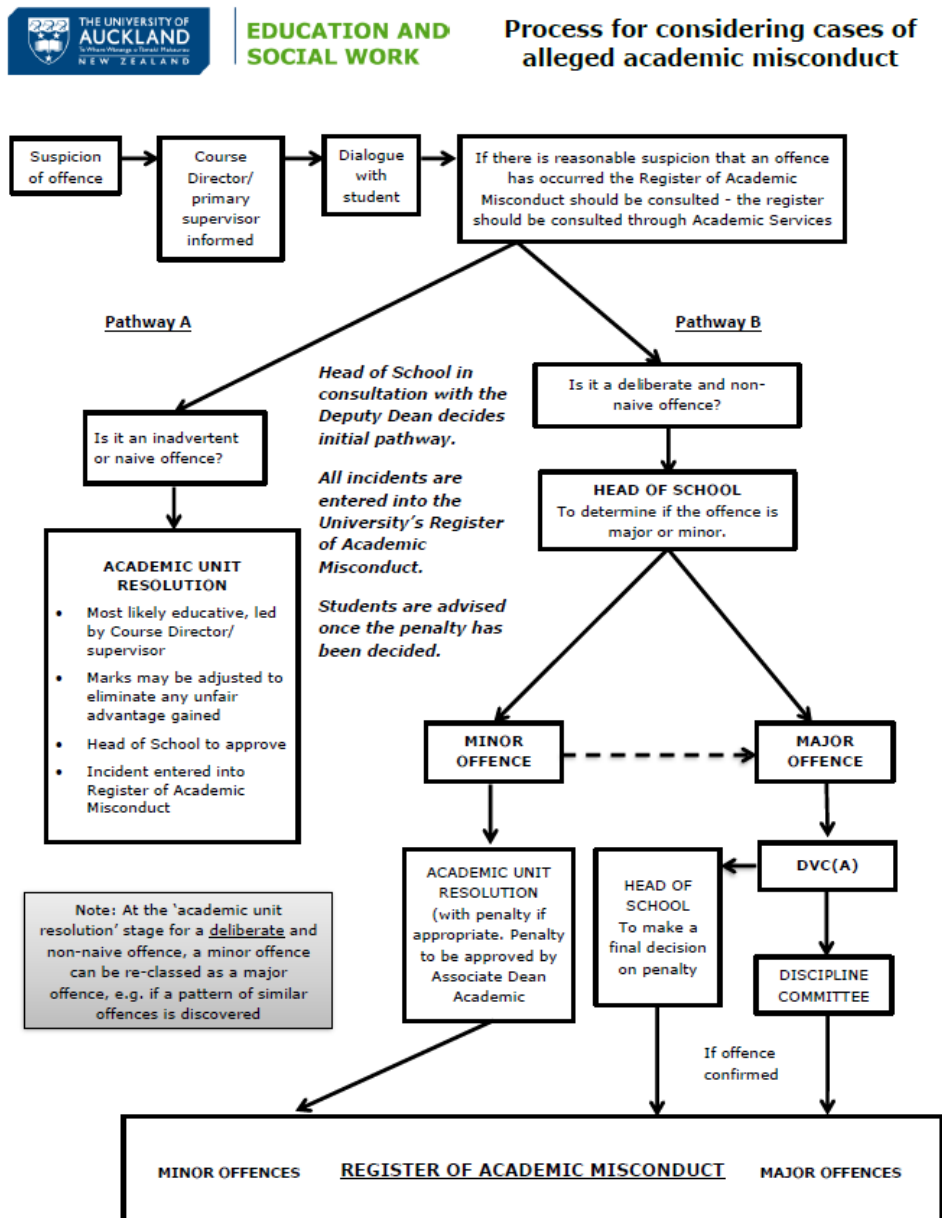 THE UNIVERSITY OF
AUCKLAND
Te Whare Wānanga o Tāmaki Makaurau
NEW ZEALAND
EDUCATION AND
SOCIAL WORK
Process for considering cases of
alleged academic misconduct
Suspicion
of offence
Course
Director/
primary
supervisor
informed
Dialogue
with
student
If there is reasonable suspicion that an offence
has occurred the Register of Academic
Misconduct should be consulted - the register
should be consulted through Academic Services
Pathway A
Pathway B
Head of School in
consultation with the
Deputy Dean decides
initial pathway.
All incidents are
entered into the
University's Register
of Academic
Misconduct.
Students are advised
once the penalty has
been decided.
Is it an inadvertent
or naive offence?
ACADEMIC UNIT
RESOLUTION
• Most likely educative, led
by Course Director/
supervisor
• Marks may be adjusted to
eliminate any unfair
advantage gained
• Head of School to approve
• Incident entered into
Register of Academic
Misconduct
Is it a deliberate and non-
naive offence?
HEAD OF SCHOOL
To determine if the offence is
major or minor.
MINOR
OFFENCE
MAJOR
OFFENCE
ACADEMIC UNIT
RESOLUTION
(with penalty if
appropriate. Penalty
to be approved by
Associate Dean
Academic
HEAD OF
SCHOOL
To make a
final decision
on penalty
DVC(A)
DISCIPLINE
COMMITTEE
Note: At the 'academic unit
resolution' stage for a deliberate and
non-naive offence, a minor offence
can be re-classed as a major
offence, e.g. if a pattern of similar
offences is discovered
If offence
confirmed
MINOR OFFENCES
REGISTER OF ACADEMIC MISCONDUCT
MAJOR OFFENCES